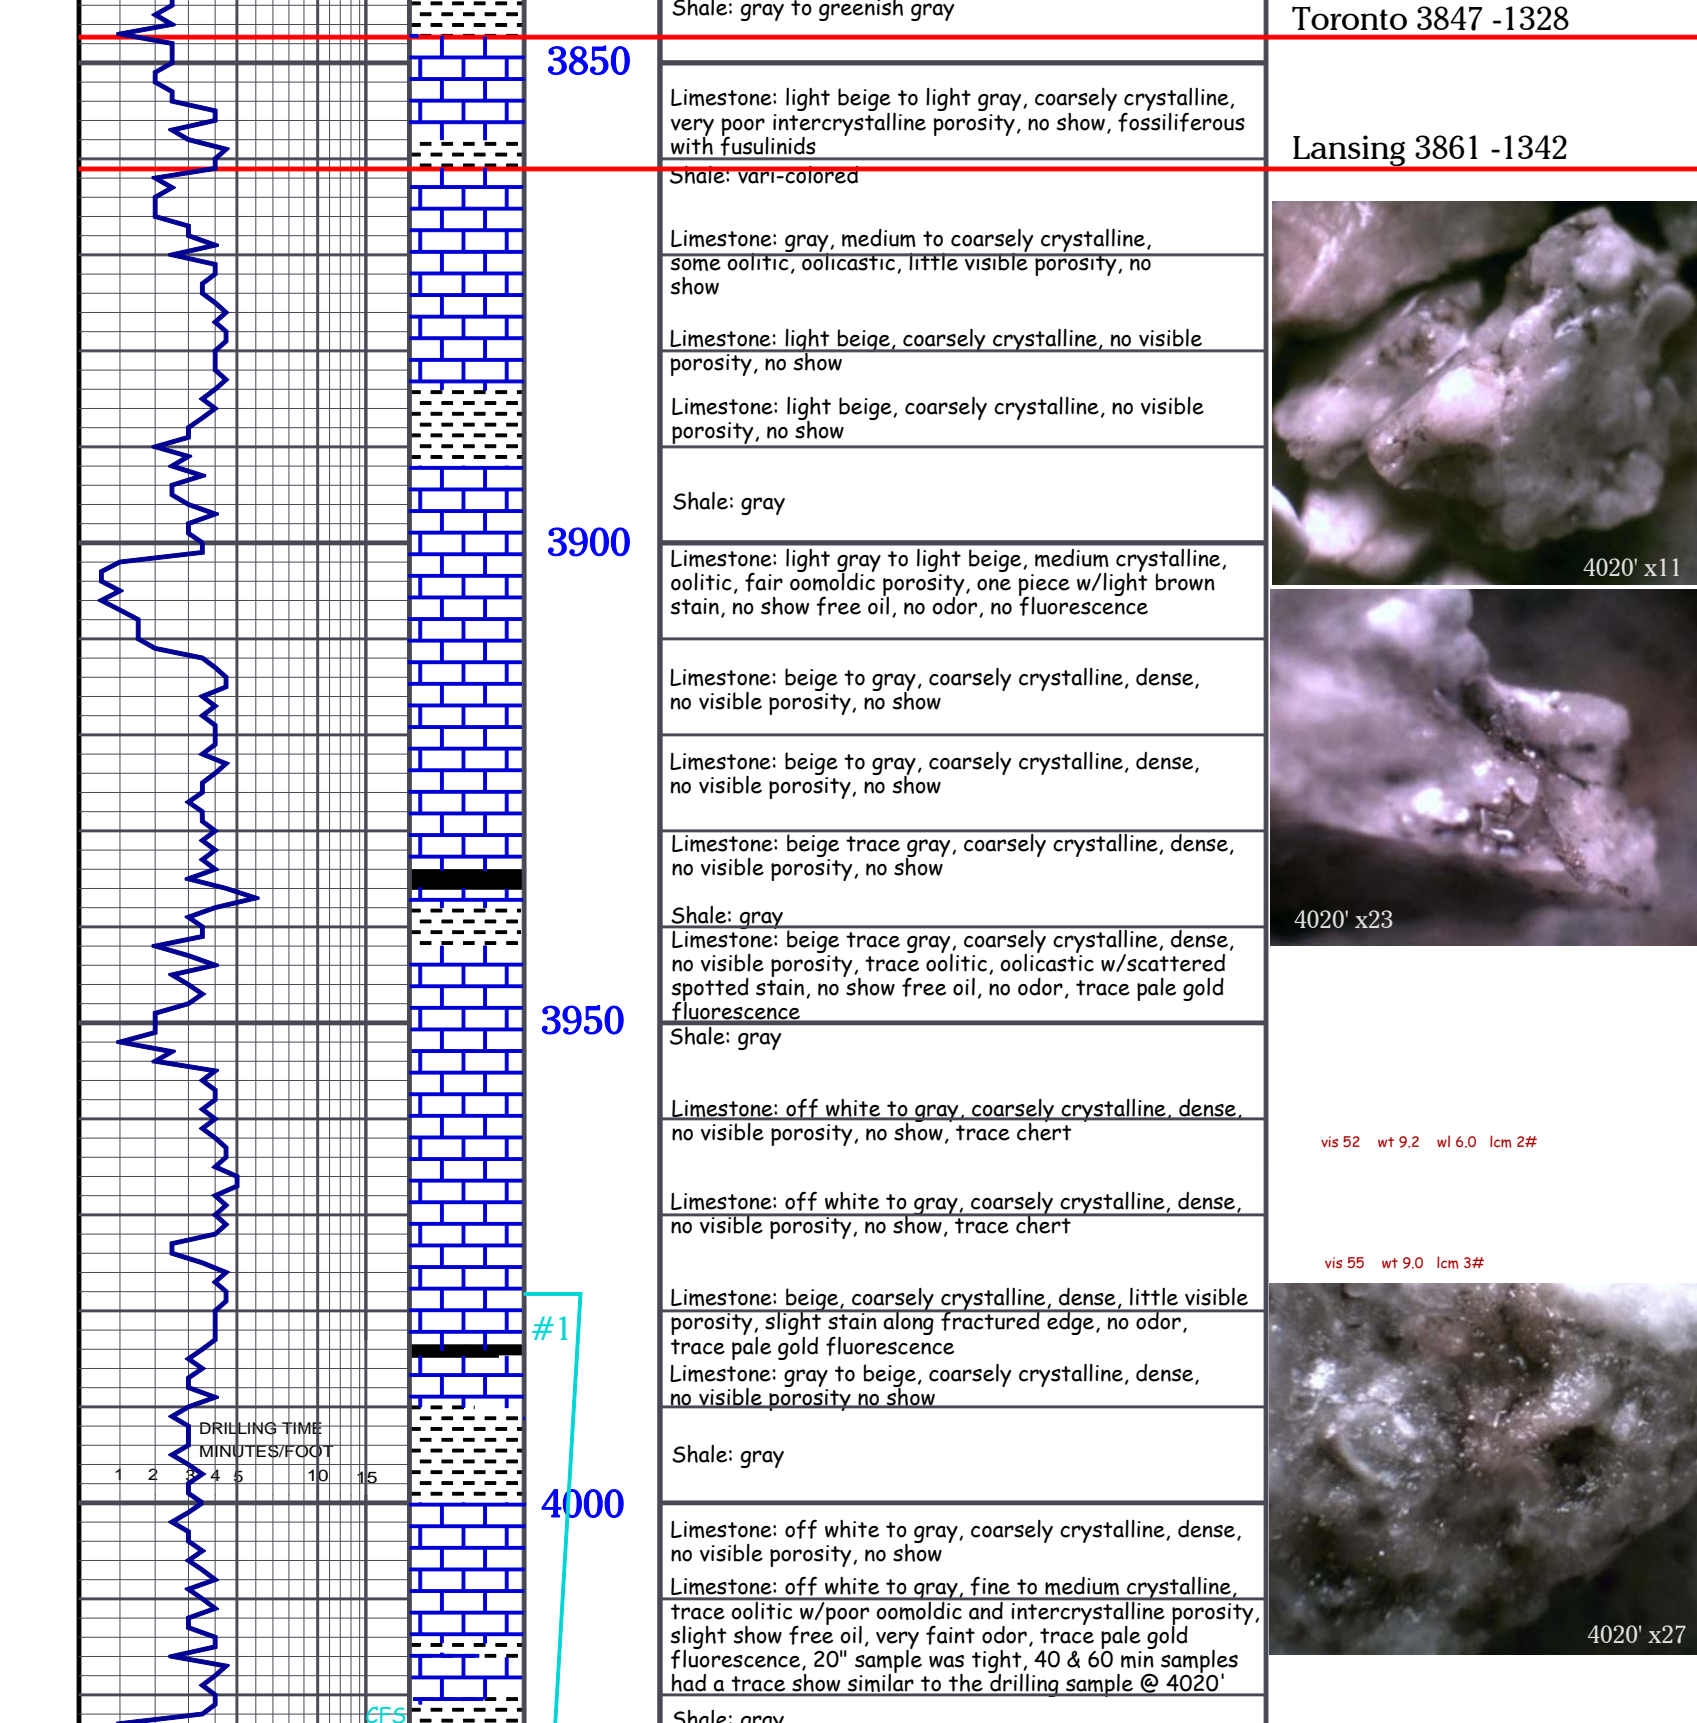 Shale: gray to greenish gray
Toronto 3847 -1328
3850
Limestone: light beige to light gray, coarsely crystalline,
very poor intercrystalline porosity, no show, fossiliferous
with fusulinids
Lansing 3861 -1342
Shale: vari-colored
Limestone: gray, medium to coarsely crystalline,
some oolitic, oolicastic, little visible porosity, no
show
Limestone: light beige, coarsely crystalline, no visible
porosity, no show
Limestone: light beige, coarsely crystalline, no visible
porosity, no show
Shale: gray
3900
Limestone: light gray to light beige, medium crystalline,
oolitic, fair oomoldic porosity, one piece w/light brown
stain, no show free oil, no odor, no fluorescence
4020' x11
Limestone: beige to gray, coarsely crystalline, dense,
no visible porosity, no show
Limestone: beige to gray, coarsely crystalline, dense,
no visible porosity, no show
Limestone: beige trace gray, coarsely crystalline, dense,
no visible porosity, no show
Shale: gray
4020' x23
Limestone: beige trace gray, coarsely crystalline, dense,
no visible porosity, trace oolitic, oolicastic w/scattered
spotted stain, no show free oil, no odor, trace pale gold
fluorescence
3950
Shale: gray
Limestone: off white to gray, coarsely crystalline, dense,
no visible porosity, no show, trace chert
vis 52 wt 9.2 wl 6.0 lcm 2#
Limestone: off white to gray, coarsely crystalline, dense,
no visible porosity, no show, trace chert
vis 55 wt 9.0 lcm 3#
Limestone: beige, coarsely crystalline, dense, little visible
porosity, slight stain along fractured edge, no odor,
trace pale gold fluorescence
#1
Limestone: gray to beige, coarsely crystalline, dense,
no visible porosity no show
DRILLING TIME
MINUTES/FOOT
1 2 3 4 5 10 15
Shale: gray
4000
Limestone: off white to gray, coarsely crystalline, dense,
no visible porosity, no show
Limestone: off white to gray, fine to medium crystalline,
trace oolitic w/poor oomoldic and intercrystalline porosity,
slight show free oil, very faint odor, trace pale gold
fluorescence, 20" sample was tight, 40 & 60 min samples
had a trace show similar to the drilling sample @ 4020'
4020' x27
CFS
Shale: gray